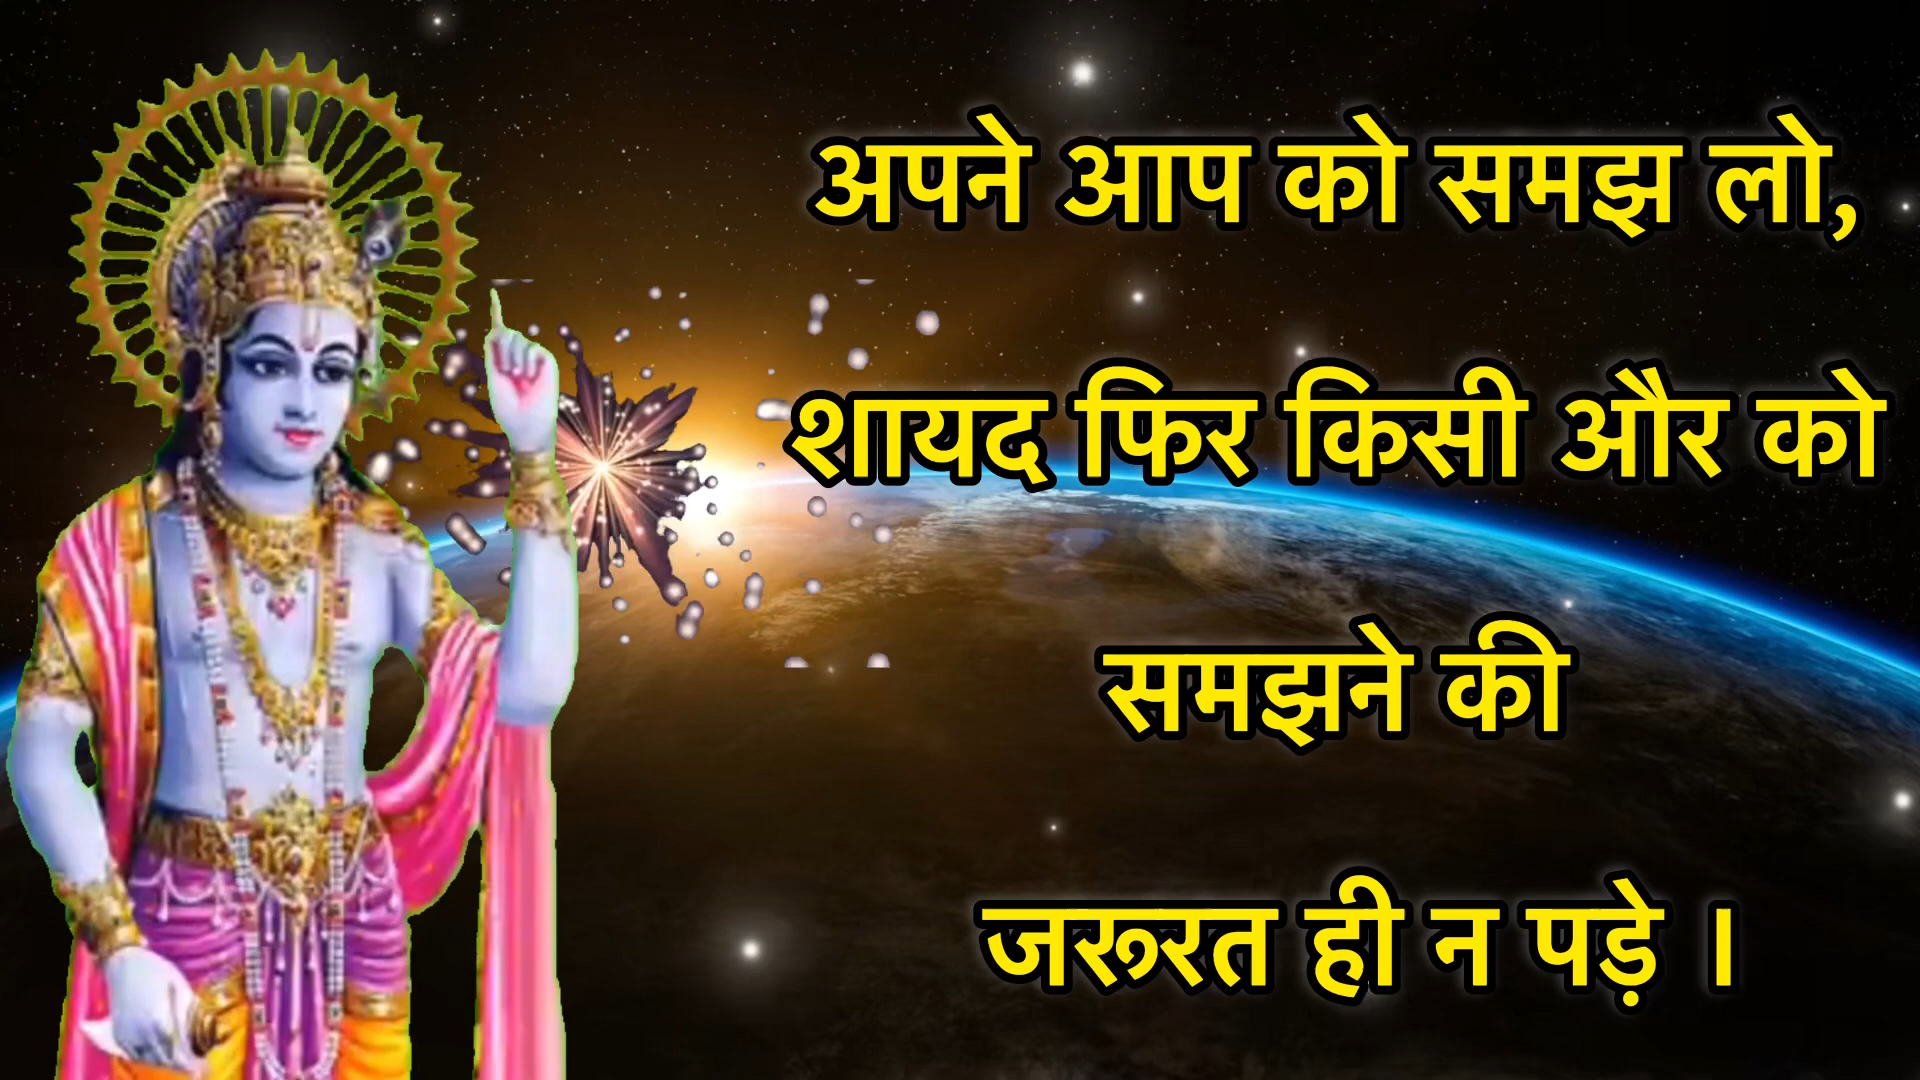 अपने आप को समझ लो,
शायद फिर किसी और को
समझने की
जरूरत ही न पड़े ।